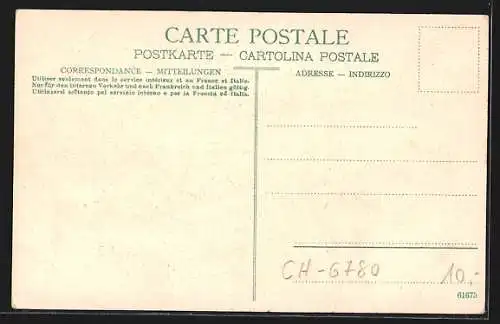 CARTE POSTALE
POSTKARTE — CARTOLINA POSTALE
CORRESPONDANCE — MITTEILUNGEN
ADRESSE — INDIRIZZO
Utiliser seulement dans le service intérieur et en France et Italie.
Nur für den internen Verkehr und nach Frankreich und Italien gültig.
Utilizzarsi soltanto pel servizio interno e per la Francia ed Italia.
CH-6780
10,-
61675